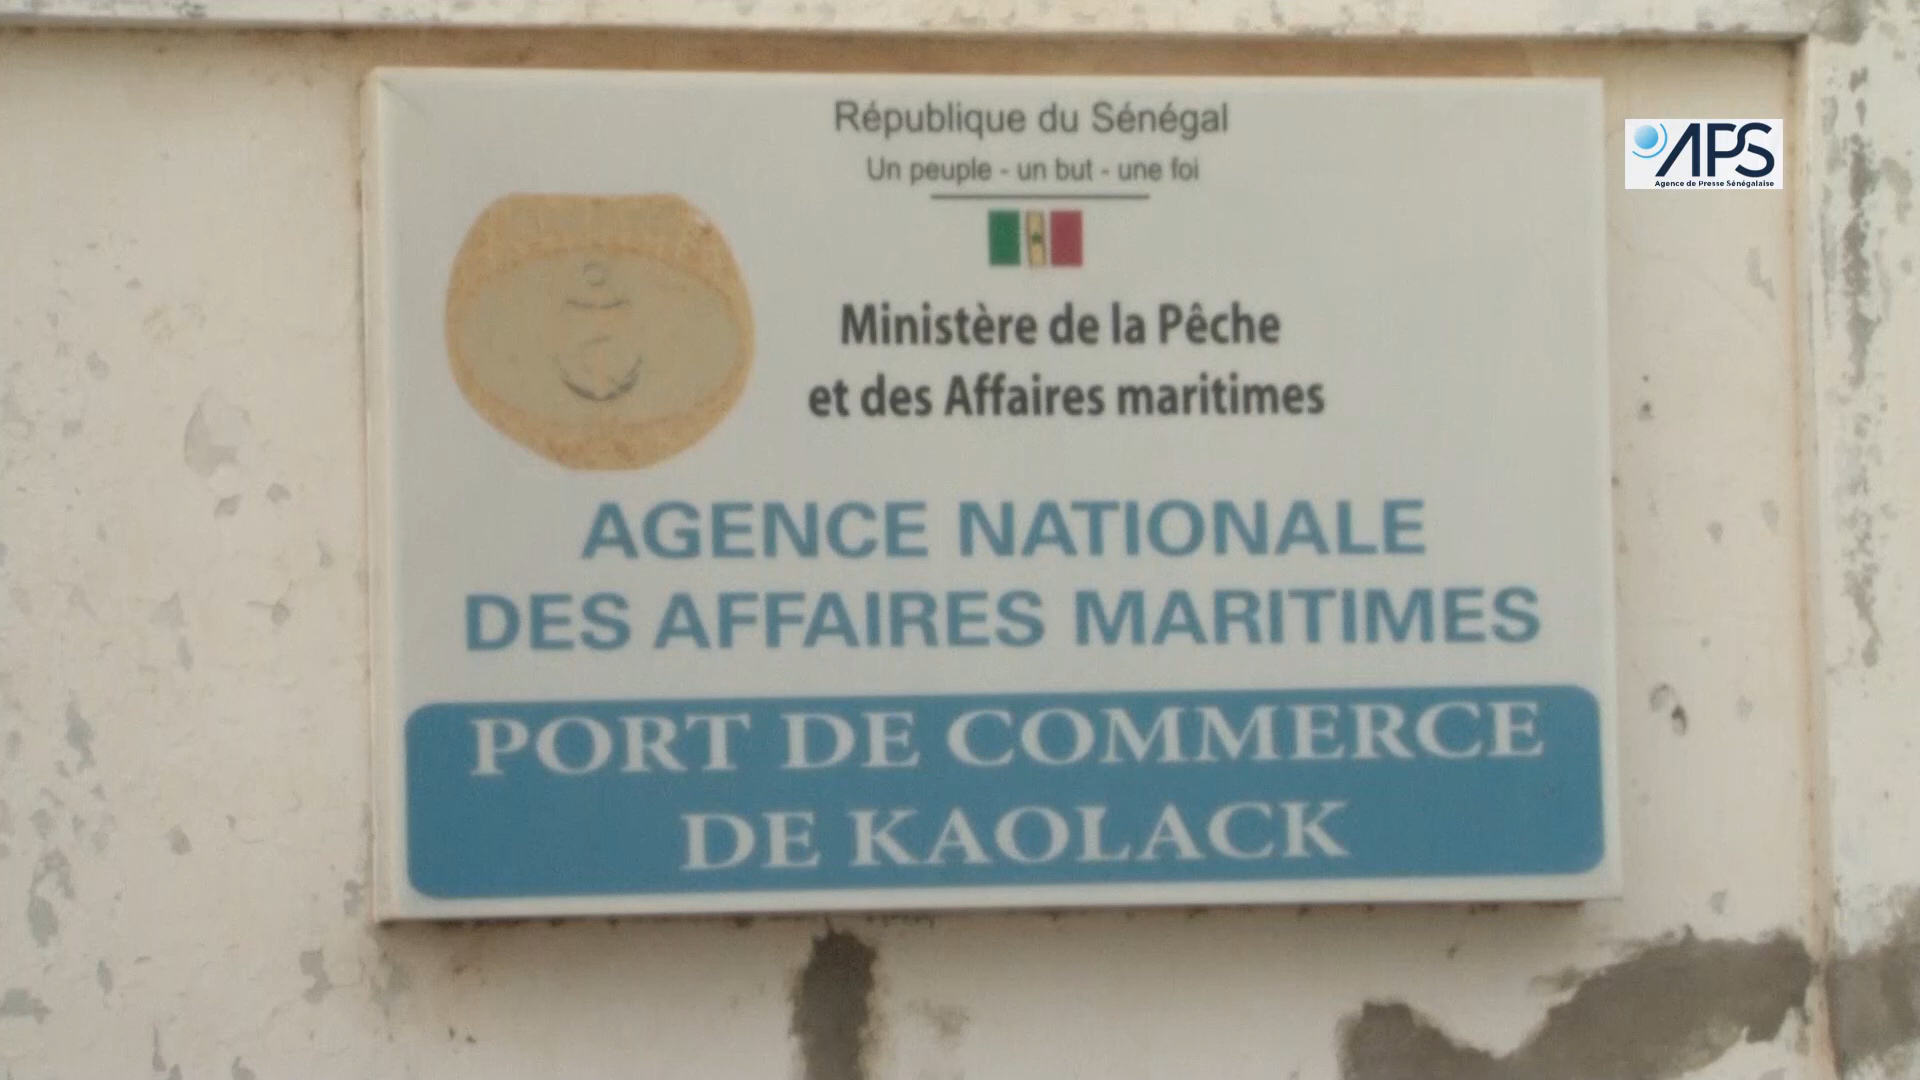 République du Sénégal
Un peuple - un but - une foi
Ministère de la Pêche
et des Affaires maritimes
AGENCE NATIONALE
DES AFFAIRES MARITIMES
PORT DE COMMERCE
DE KAOLACK
APS
Agence de Presse Sénégalaise